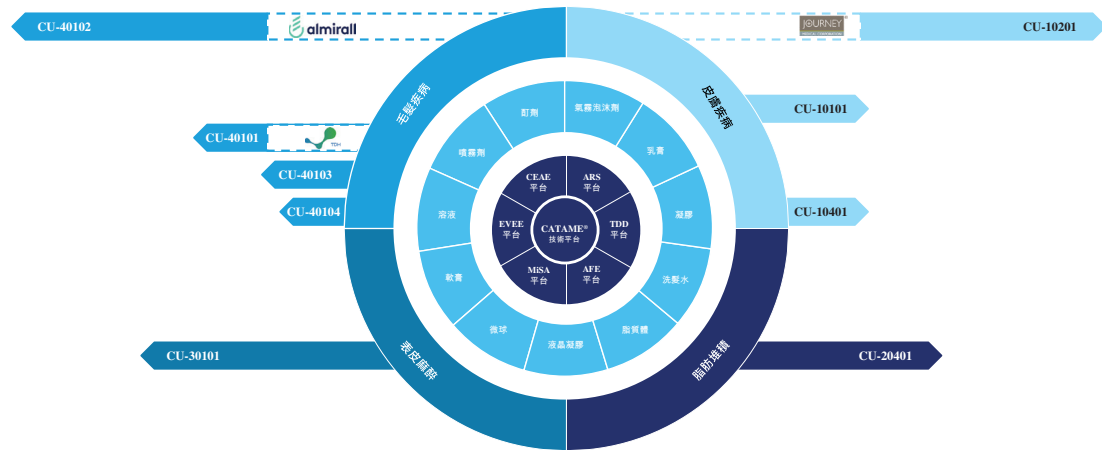 CU-40102
almirall
JOURNEY
MEDICAL CORPORATION
CU-10201
毛髮疾病
皮膚疾病
CU-10101
CU-40101
TDH
CU-40103
CU-40104
CU-10401
酊劑
氣霧泡沫劑
噴霧劑
乳膏
溶液
凝膠
軟膏
洗髮水
微球
液晶凝膠
脂質體
CEAE
平台
ARS
平台
EVEE
平台
CATAME®
技術平台
TDD
平台
MiSA
平台
AFE
平台
CU-30101
表皮麻醉
脂肪堆積
CU-20401